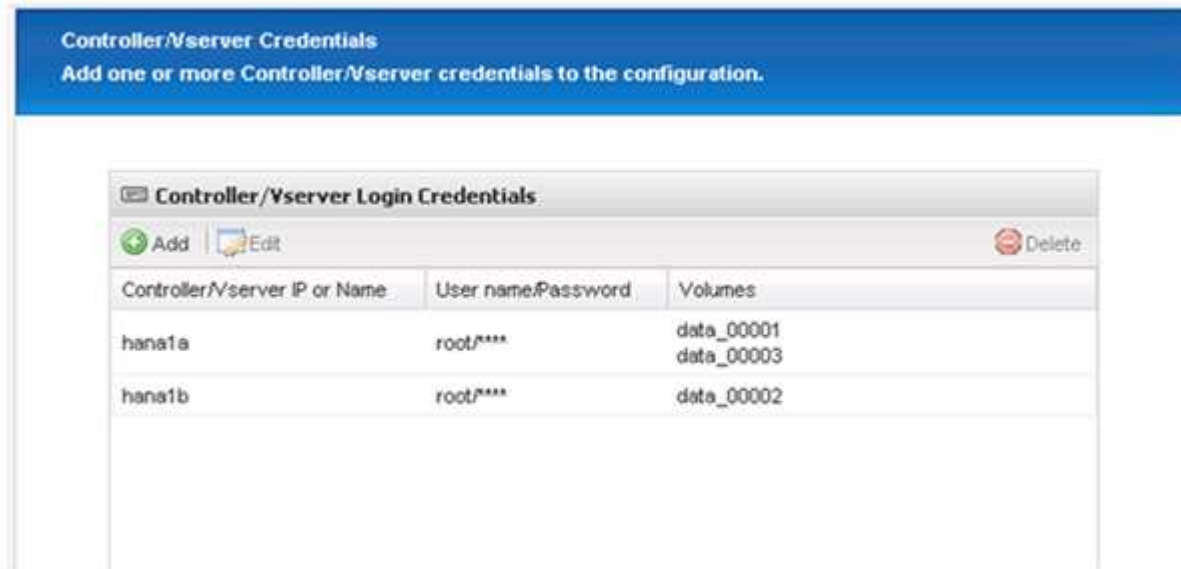 Controller/Vserver Credentials
Add one or more Controller/Vserver credentials to the configuration.
Controller/Vserver Login Credentials
Add Edit Delete
Controller/Vserver IP or Name User name/Password Volumes
hana1a root/**** data_00001
data_00003
hana1b root/**** data_00002